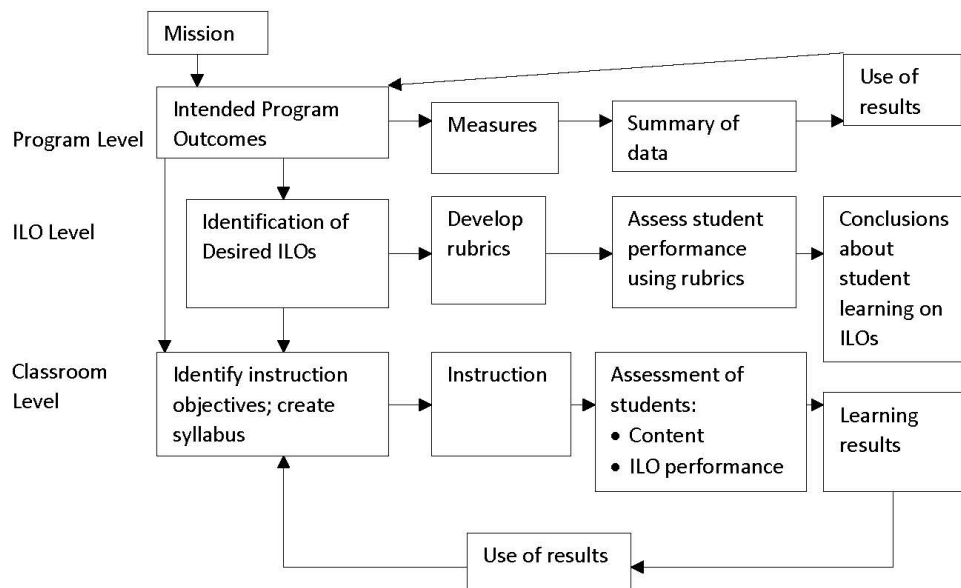 Mission
Use of
results
Intended Program
Outcomes
Program Level
Measures
Summary of
data
ILO Level
Identification of
Desired ILOs
Develop
rubrics
Assess student
performance
using rubrics
Conclusions
about
student
learning on
ILOs
Classroom
Level
Identify instruction
objectives; create
syllabus
Instruction
Assessment of
students:
• Content
• ILO performance
Learning
results
Use of results